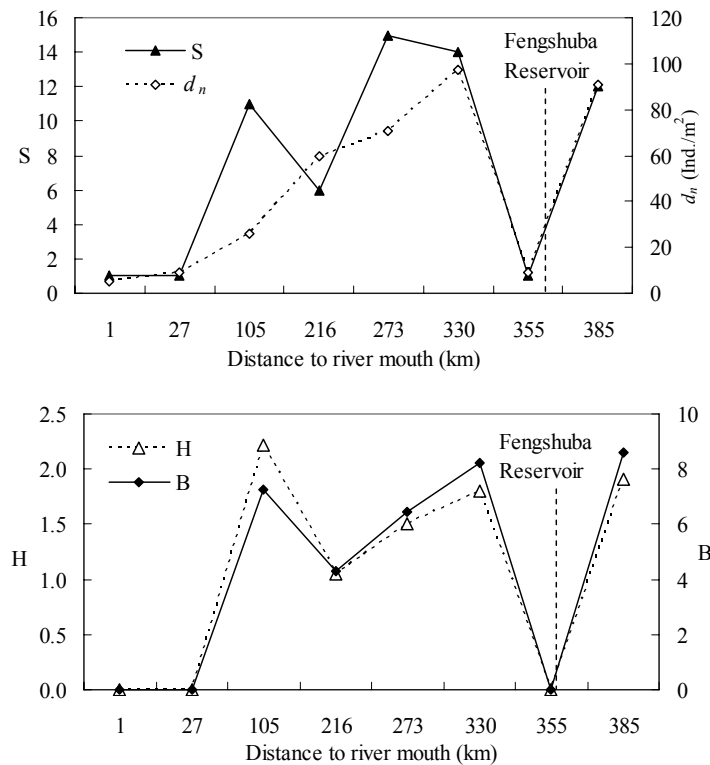 16
14
12
10
8
6
4
2
0
S
S
d n
Fengshuba
Reservoir
120
100
80
60
40
20
0
d n (Ind./m2)
1 27 105 216 273 330 355 385
Distance to river mouth (km)
2.5
2.0
1.5
1.0
0.5
0.0
H
H
B
Fengshuba
Reservoir
10
8
6
4
2
0
B
1 27 105 216 273 330 355 385
Distance to river mouth (km)